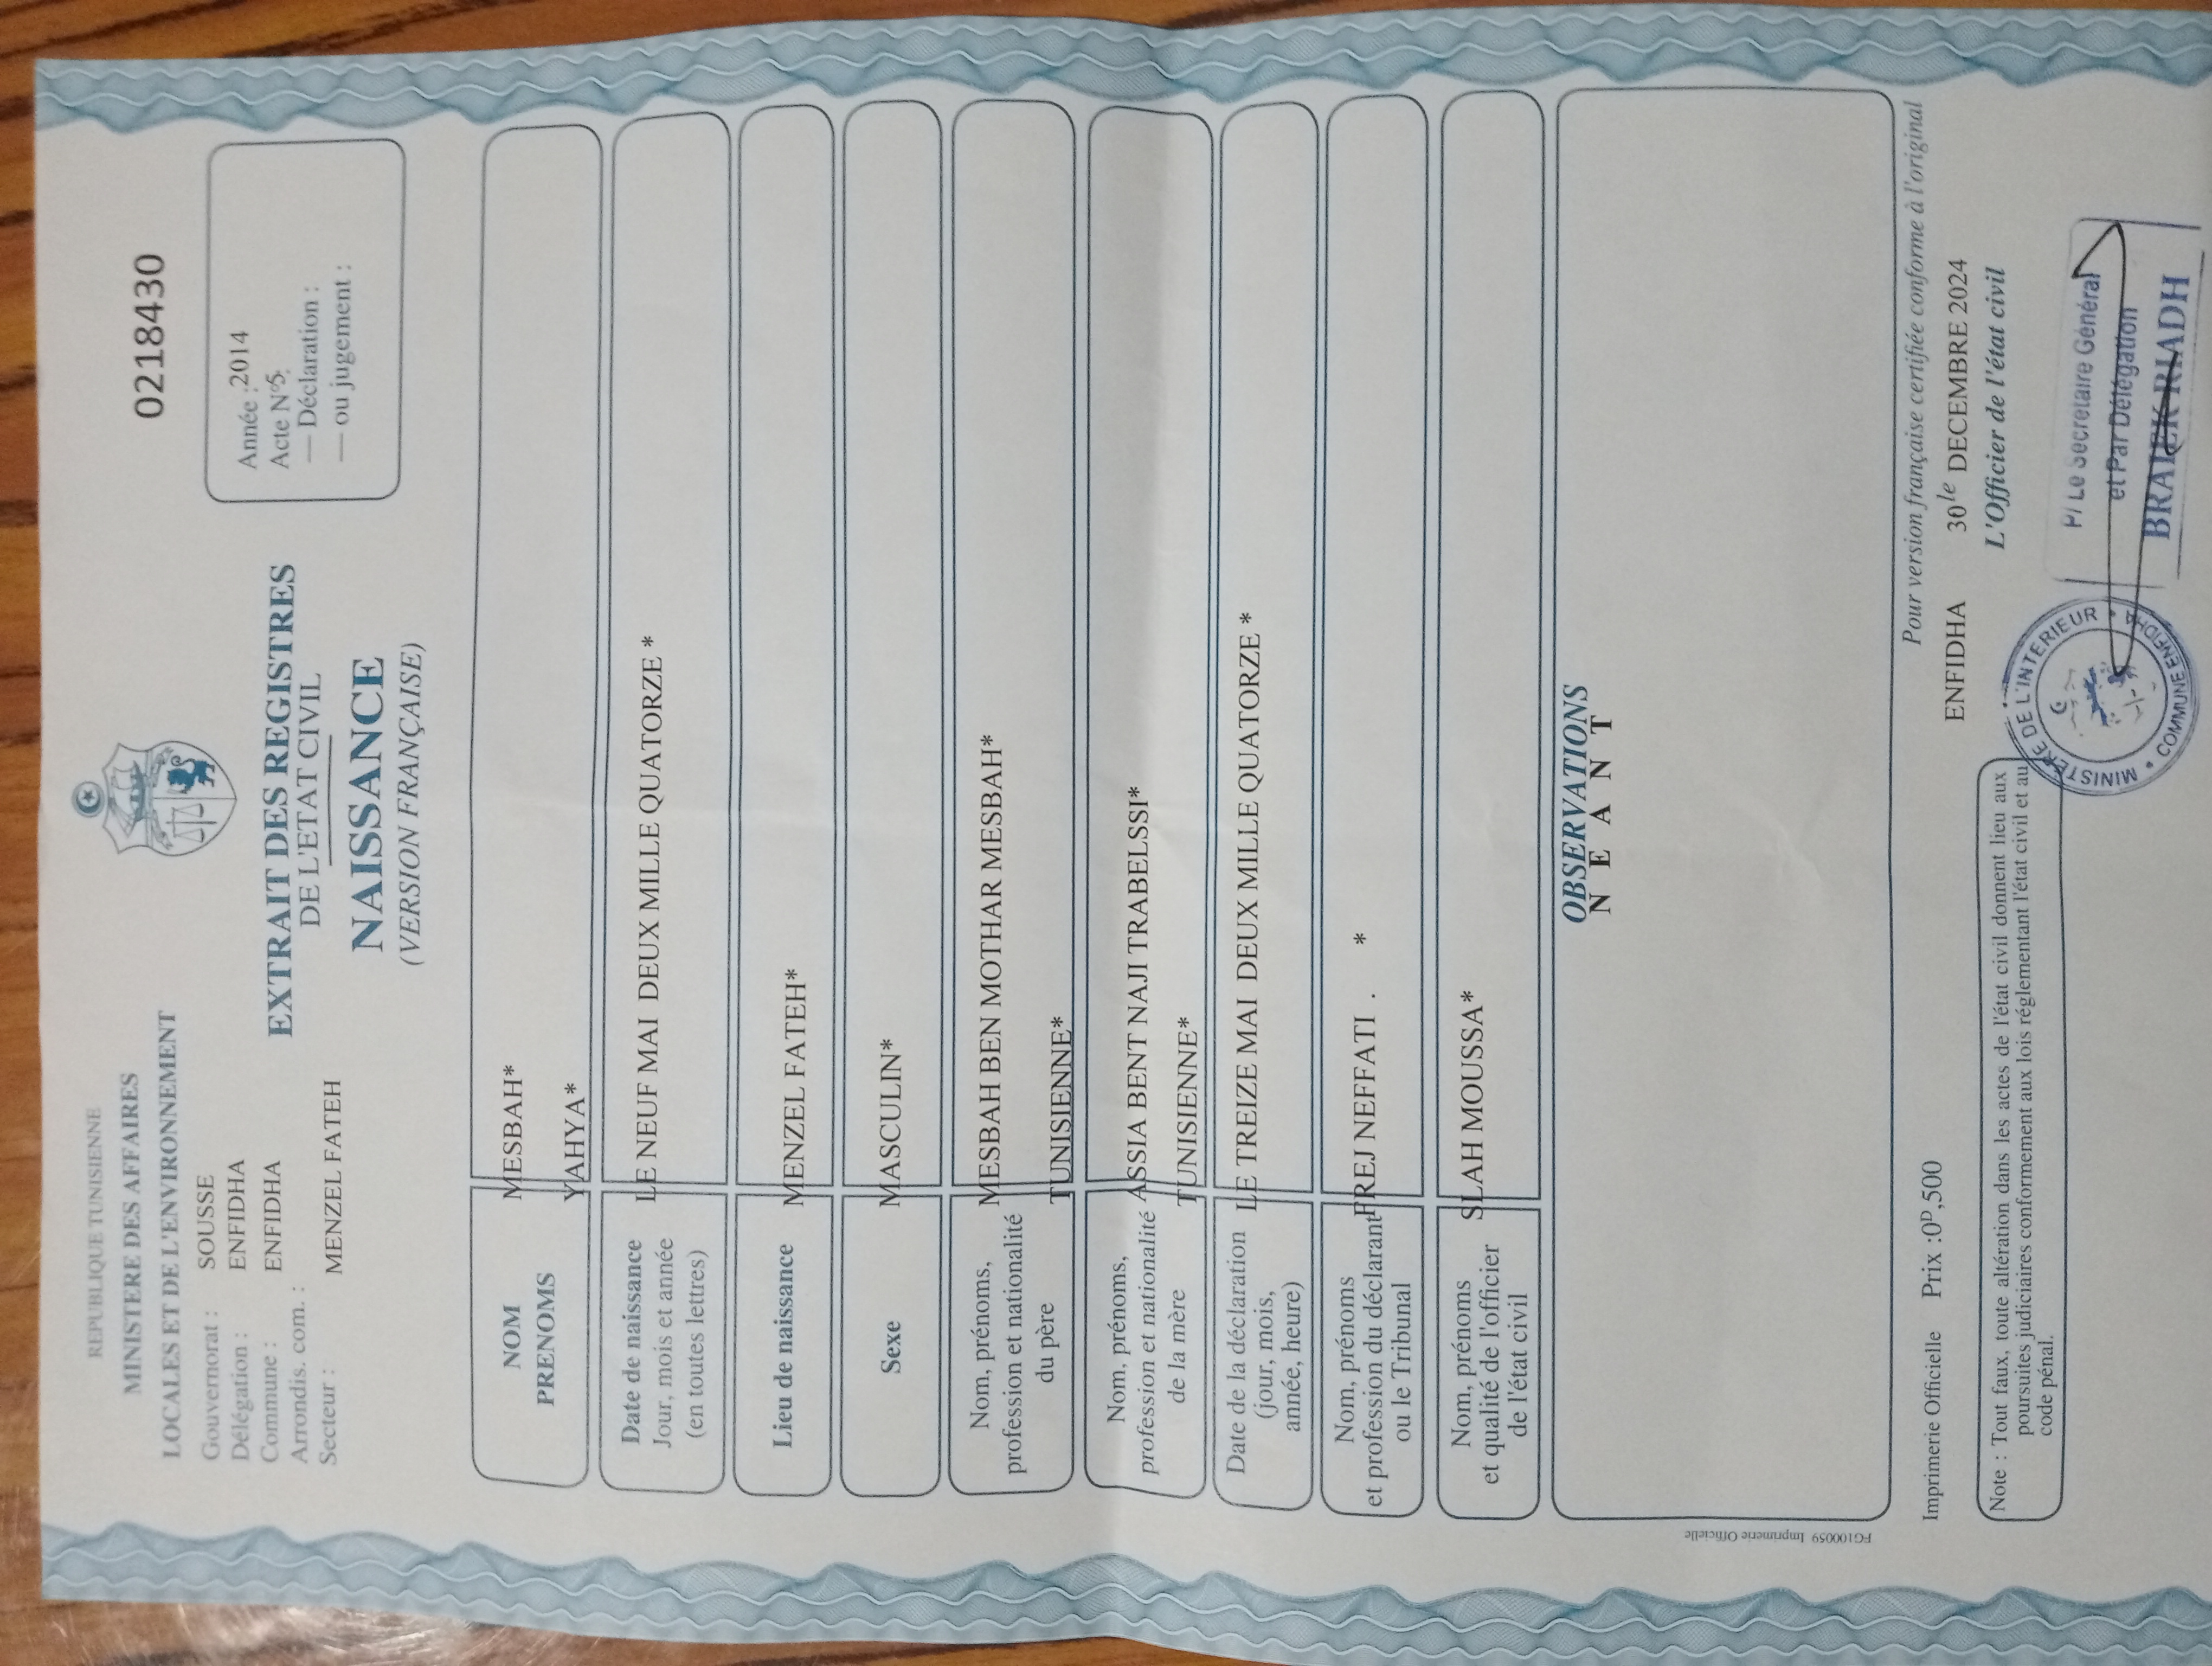 REPUBLIQUE TUNISIENNE
MINISTERE DES AFFAIRES
LOCALES ET DE L'ENVIRONNEMENT
Gouvernorat : SOUSSE
Délégation : ENFIDHA
Commune : ENFIDHA
Arrondis. com. :
Secteur : MENZEL FATEH
0218430
Année :2014
Acte N°5.
— Déclaration :
— ou jugement :
EXTRAIT DES REGISTRES
DE L'ETAT CIVIL
NAISSANCE
(VERSION FRANÇAISE)
NOM MESBAH*
PRENOMS YAHYA*
Date de naissance
Jour, mois et année
(en toutes lettres)
LE NEUF MAI DEUX MILLE QUATORZE *
Lieu de naissance MENZEL FATEH*
Sexe MASCULIN*
Nom, prénoms,
profession et nationalité
du père
MESBAH BEN MOTHAR MESBAH*
TUNISIENNE*
Nom, prénoms,
profession et nationalité
de la mère
ASSIA BENT NAJI TRABELSSI*
TUNISIENNE*
Date de la déclaration
(jour, mois,
année, heure)
LE TREIZE MAI DEUX MILLE QUATORZE *
Nom, prénoms
et profession du déclarant
ou le Tribunal
FREJ NEFFATI . *
Nom, prénoms
et qualité de l'officier
de l'état civil
SLAH MOUSSA*
OBSERVATIONS
N E A N T
FG100059 Imprimerie Officielle
Pour version française certifiée conforme à l'original
Imprimerie Officielle Prix :0D,500
ENFIDHA 30 le DECEMBRE 2024
L'Officier de l'état civil
Note : Tout faux, toute altération dans les actes de l'état civil donnent lieu aux
poursuites judiciaires conformement aux lois réglementant l'état civil et au
code pénal.
MINISTERE DE L'INTERIEUR
COMMUNE ENFIDHA
P/ Le Secretaire Général
et Par Délégation
BRAIEK RIADH